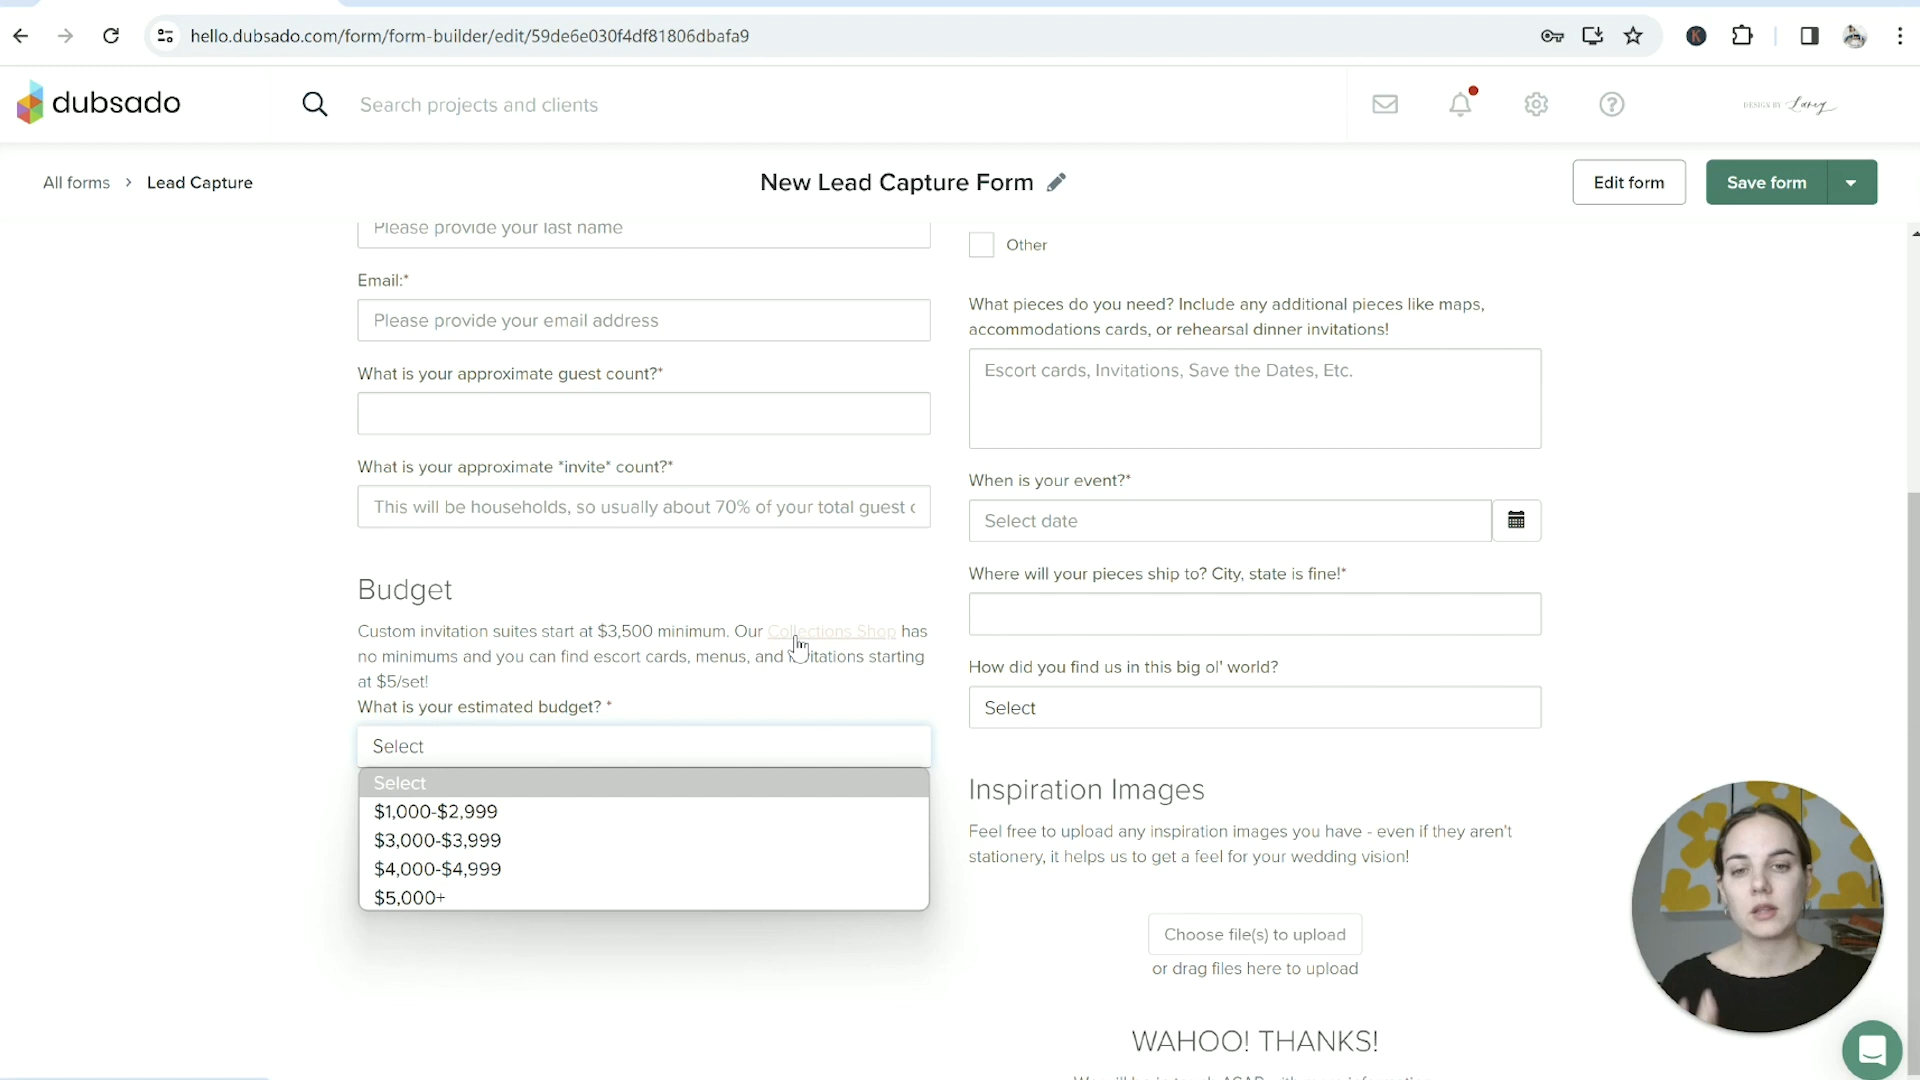 hello.dubsado.com/form/form-builder/edit/59de6e030f4df81806dbafa9
K
dubsado
Search projects and clients
DESIGN BY Laney
All forms > Lead Capture
New Lead Capture Form
Edit form
Save form
Please provide your last name
Email:*
Please provide your email address
What is your approximate guest count?*
What is your approximate *invite* count?*
This will be households, so usually about 70% of your total guest c
Budget
Custom invitation suites start at $3,500 minimum. Our Collections Shop has
no minimums and you can find escort cards, menus, and invitations starting
at $5/set!
What is your estimated budget? *
Select
Select
$1,000-$2,999
$3,000-$3,999
$4,000-$4,999
$5,000+
Other
What pieces do you need? Include any additional pieces like maps,
accommodations cards, or rehearsal dinner invitations!
Escort cards, Invitations, Save the Dates, Etc.
When is your event?*
Select date
Where will your pieces ship to? City, state is fine!*
How did you find us in this big ol' world?
Select
Inspiration Images
Feel free to upload any inspiration images you have - even if they aren't
stationery, it helps us to get a feel for your wedding vision!
Choose file(s) to upload
or drag files here to upload
WAHOO! THANKS!